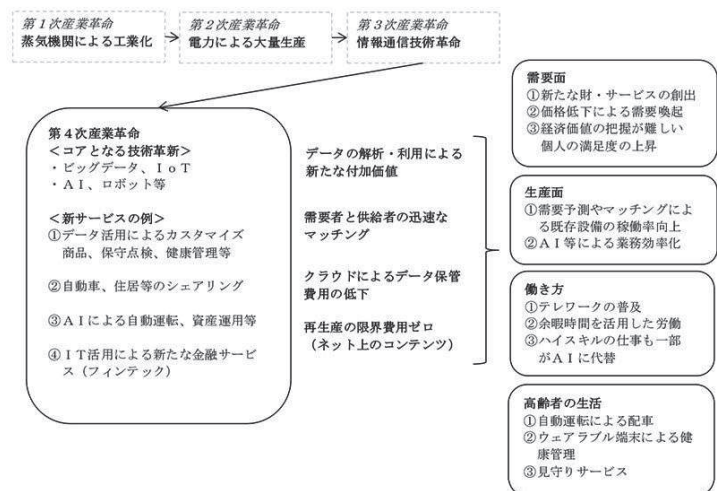 第1次産業革命
蒸気機関による工業化
第2次産業革命
電力による大量生産
第3次産業革命
情報通信技術革命
第4次産業革命
＜コアとなる技術革新＞
・ビッグデータ、ＩｏＴ
・ＡＩ、ロボット等
＜新サービスの例＞
①データ活用によるカスタマイズ
商品、保守点検、健康管理等
②自動車、住居等のシェアリング
③ＡＩによる自動運転、資産運用等
④ＩＴ活用による新たな金融サービ
ス（フィンテック）
データの解析・利用による
新たな付加価値
需要者と供給者の迅速な
マッチング
クラウドによるデータ保管
費用の低下
再生産の限界費用ゼロ
（ネット上のコンテンツ）
需要面
①新たな財・サービスの創出
②価格低下による需要喚起
③経済価値の把握が難しい
個人の満足度の上昇
生産面
①需要予測やマッチングによ
る既存設備の稼働率向上
②ＡＩ等による業務効率化
働き方
①テレワークの普及
②余暇時間を活用した労働
③ハイスキルの仕事も一部
がＡＩに代替
高齢者の生活
①自動運転による配車
②ウェアラブル端末による健
康管理
③見守りサービス